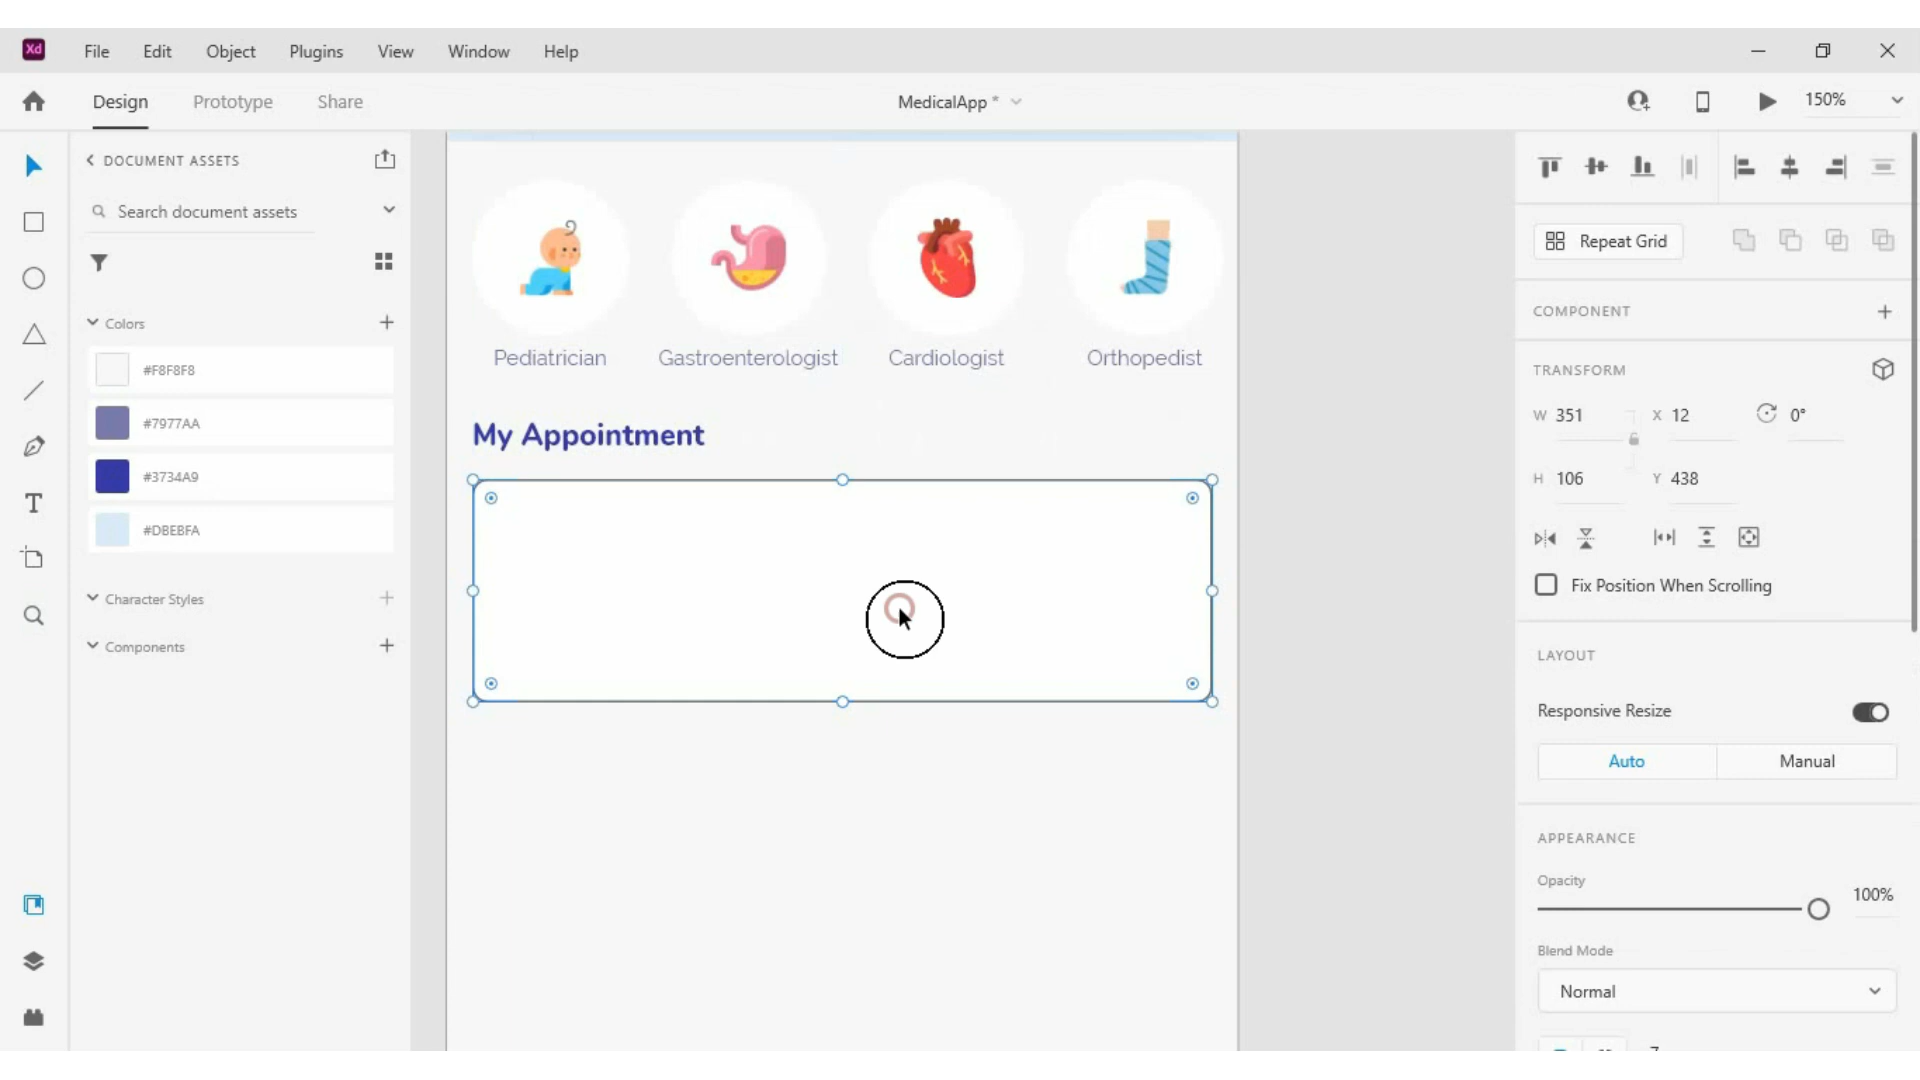 Xd File Edit Object Plugins View Window Help
Design Prototype Share MedicalApp * 150%
DOCUMENT ASSETS
Search document assets
Colors
#F8F8F8
#7977AA
#3734A9
#DBEBFA
Character Styles
Components
Pediatrician Gastroenterologist Cardiologist Orthopedist
My Appointment
Repeat Grid
COMPONENT
TRANSFORM
W 351 X 12 0°
H 106 Y 438
Fix Position When Scrolling
LAYOUT
Responsive Resize
Auto Manual
APPEARANCE
Opacity
100%
Blend Mode
Normal